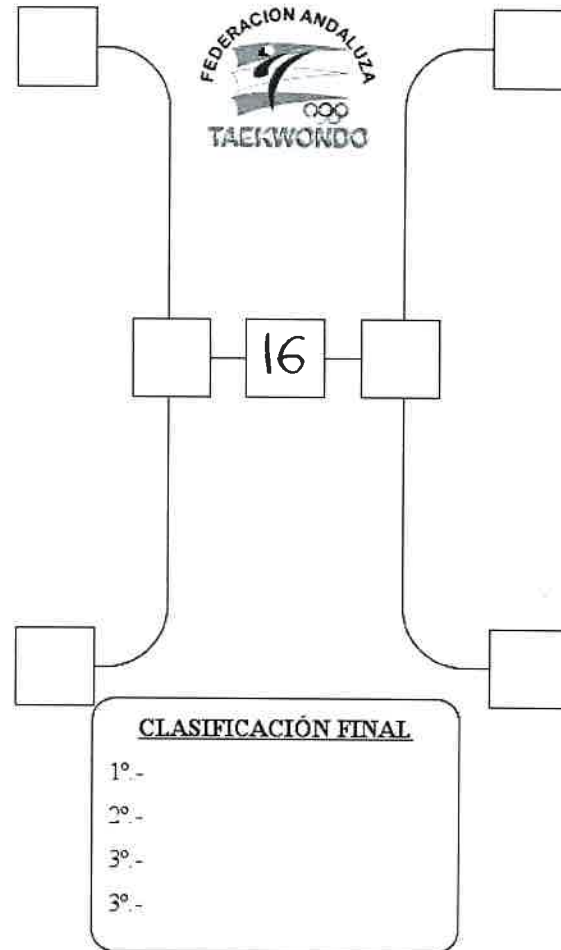 FEDERACION ANDALUZA
TAEKWONDO
16
CLASIFICACIÓN FINAL
1º.-
2º.-
3º.-
3º.-